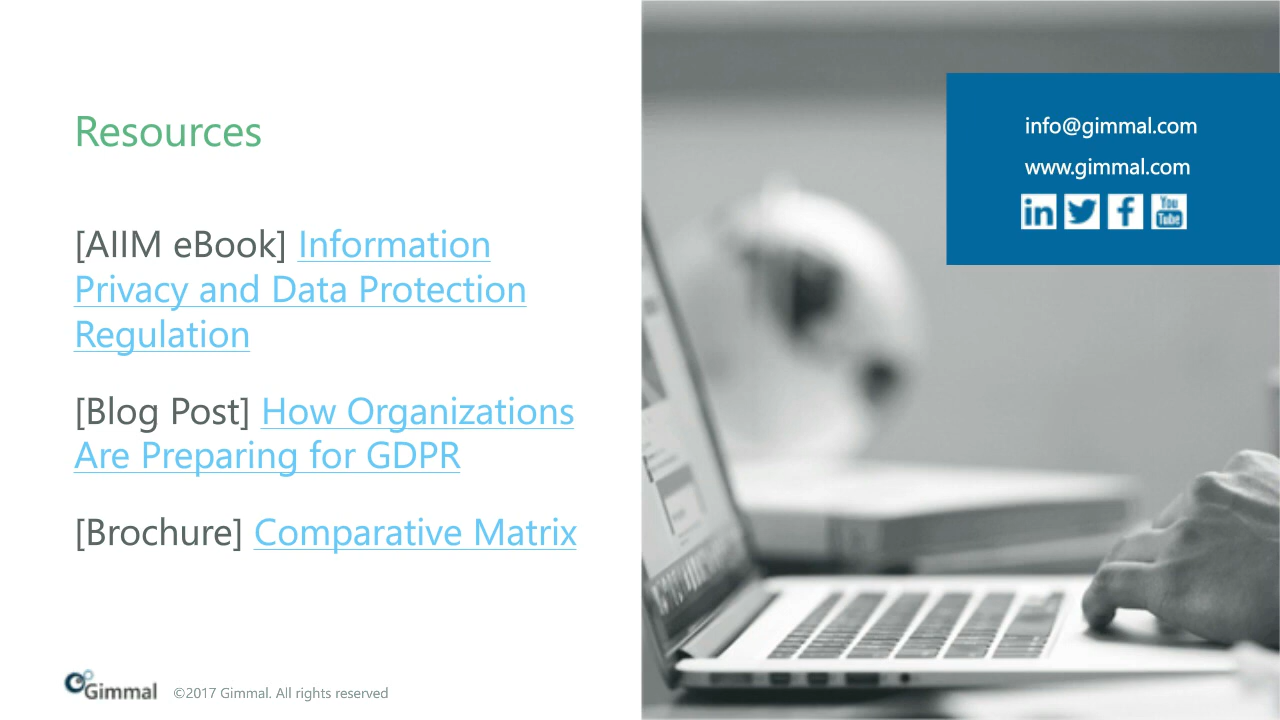 Resources
[AIIM eBook] Information
Privacy and Data Protection
Regulation
[Blog Post] How Organizations
Are Preparing for GDPR
[Brochure] Comparative Matrix
info@gimmal.com
www.gimmal.com
in f You Tube
Gimmal ©2017 Gimmal. All rights reserved